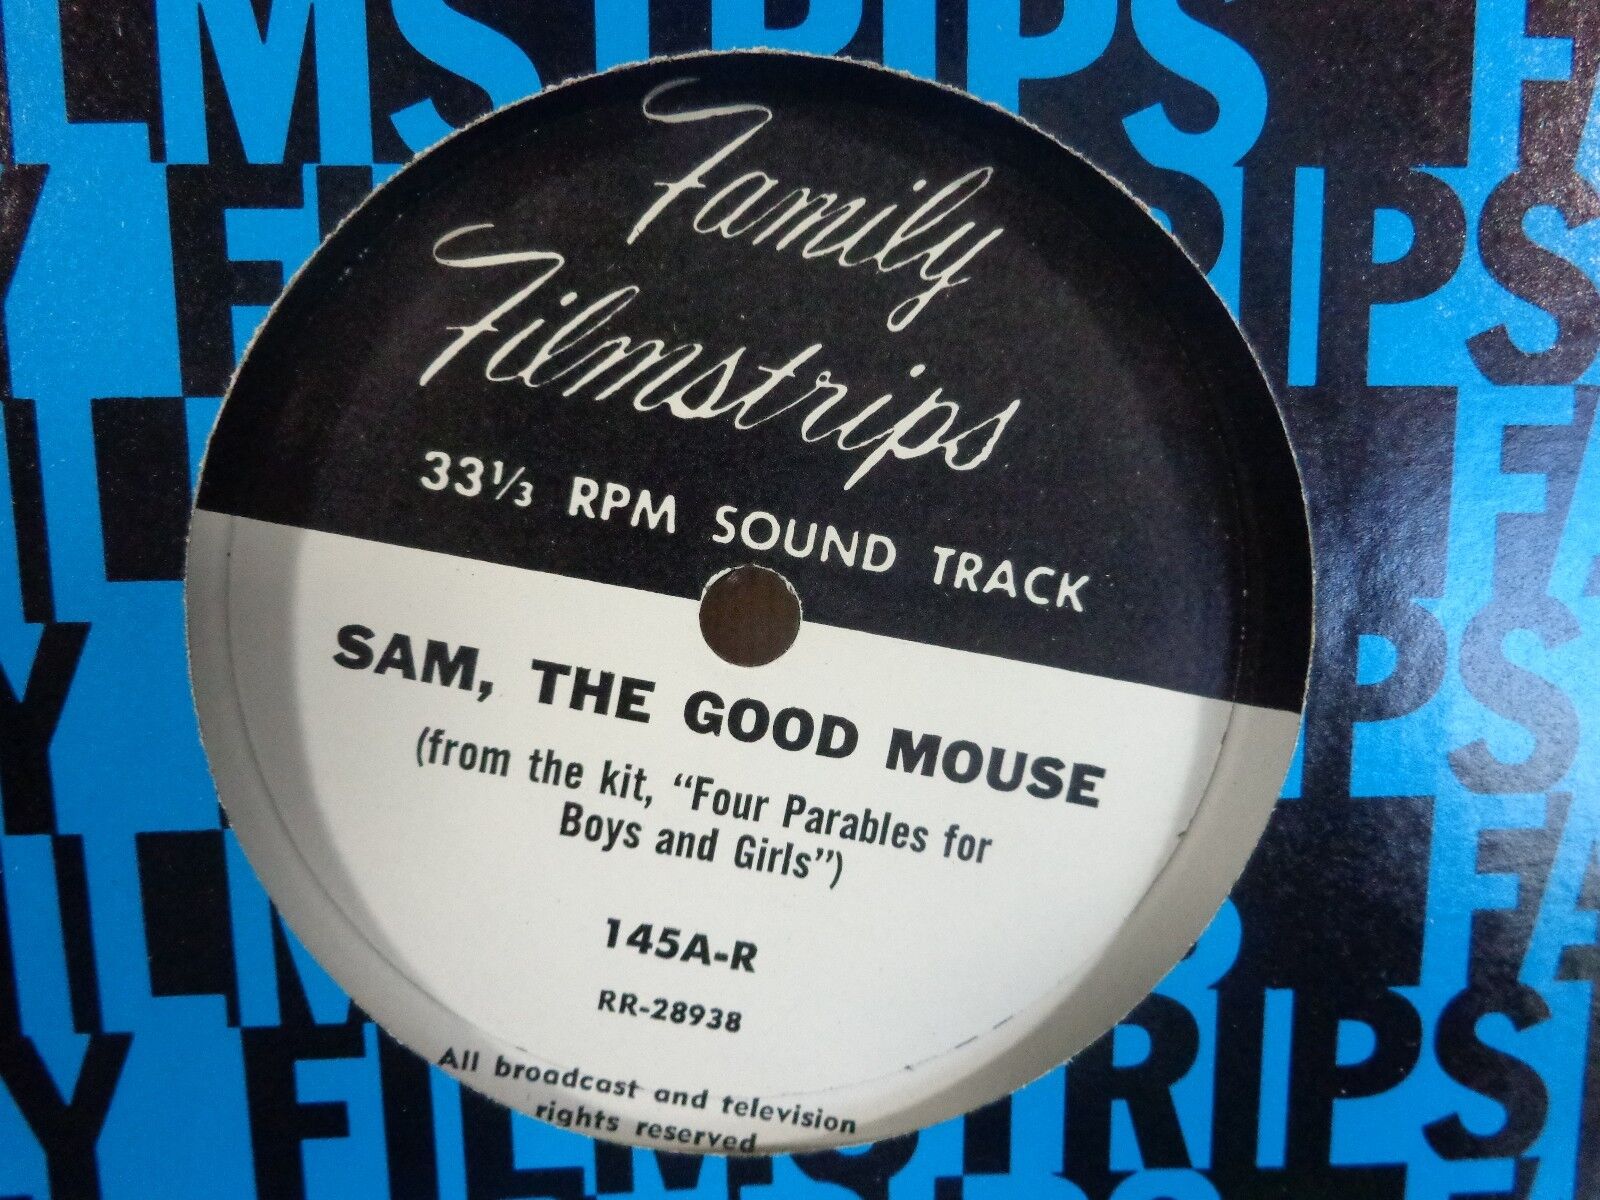 Family
Filmstrips
33⅓ RPM SOUND TRACK
SAM, THE GOOD MOUSE
(from the kit, “Four Parables for
Boys and Girls”)
145A-R
RR-28938
All broadcast and television
rights reserved